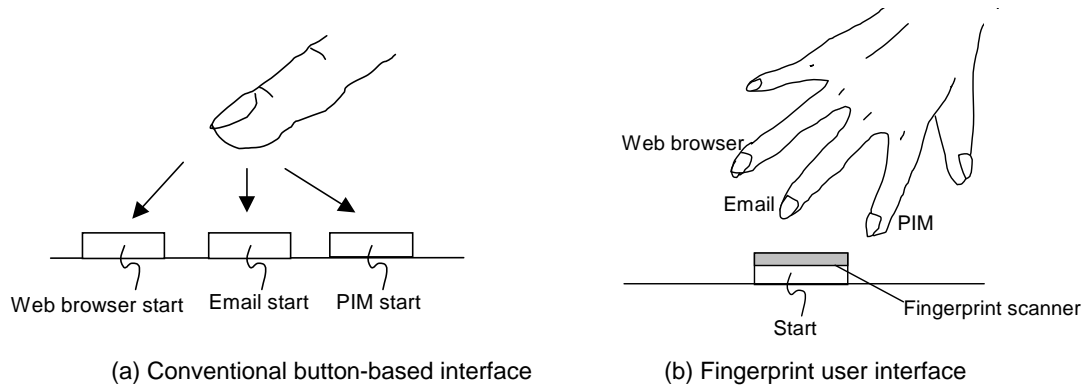 Web browser start
Email start
PIM start
(a) Conventional button-based interface
Web browser
Email
PIM
Fingerprint scanner
Start
(b) Fingerprint user interface